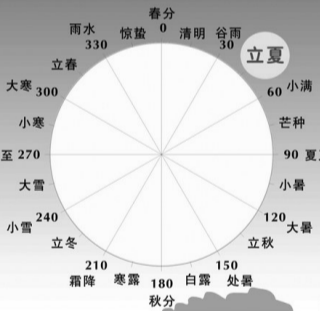 春分
0
清明
谷雨
30
立夏
60 小满
芒种
90 夏
小暑
120
大暑
立秋
150
处暑
白露
180
秋分
寒露
210
霜降
立冬
240
小雪
大雪
至 270
小寒
300
大寒
立春
330
雨水
惊蛰